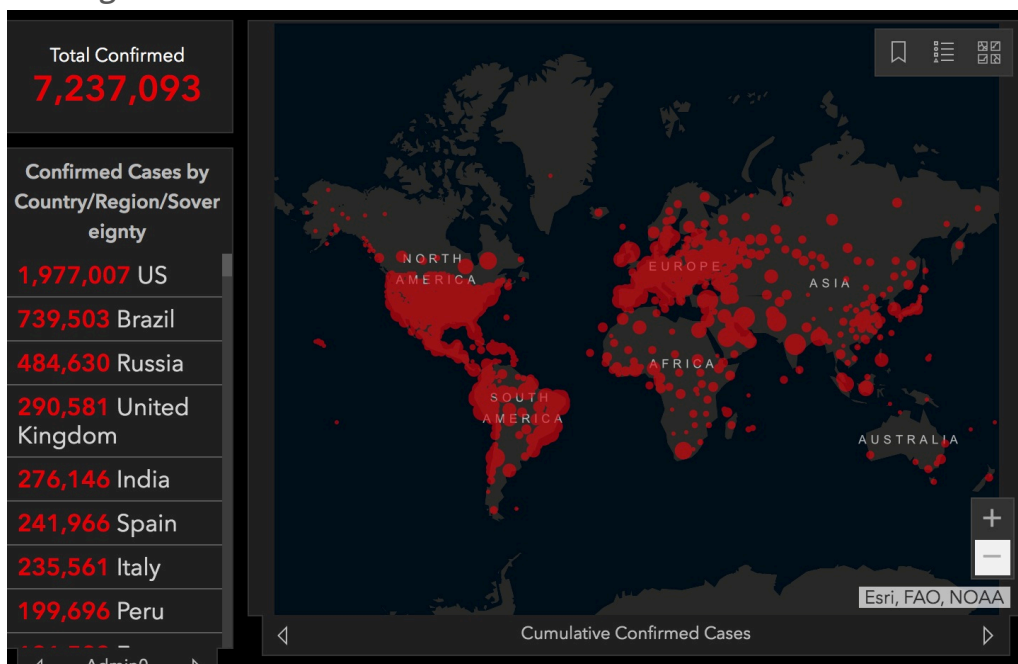 Total Confirmed
7,237,093
Confirmed Cases by
Country/Region/Sover
eignty
1,977,007 US
739,503 Brazil
484,630 Russia
290,581 United
Kingdom
276,146 India
241,966 Spain
235,561 Italy
199,696 Peru
Admin0
NORTH
AMERICA
EUROPE
ASIA
AFRICA
SOUTH
AMERICA
AUSTRALIA
Esri, FAO, NOAA
Cumulative Confirmed Cases